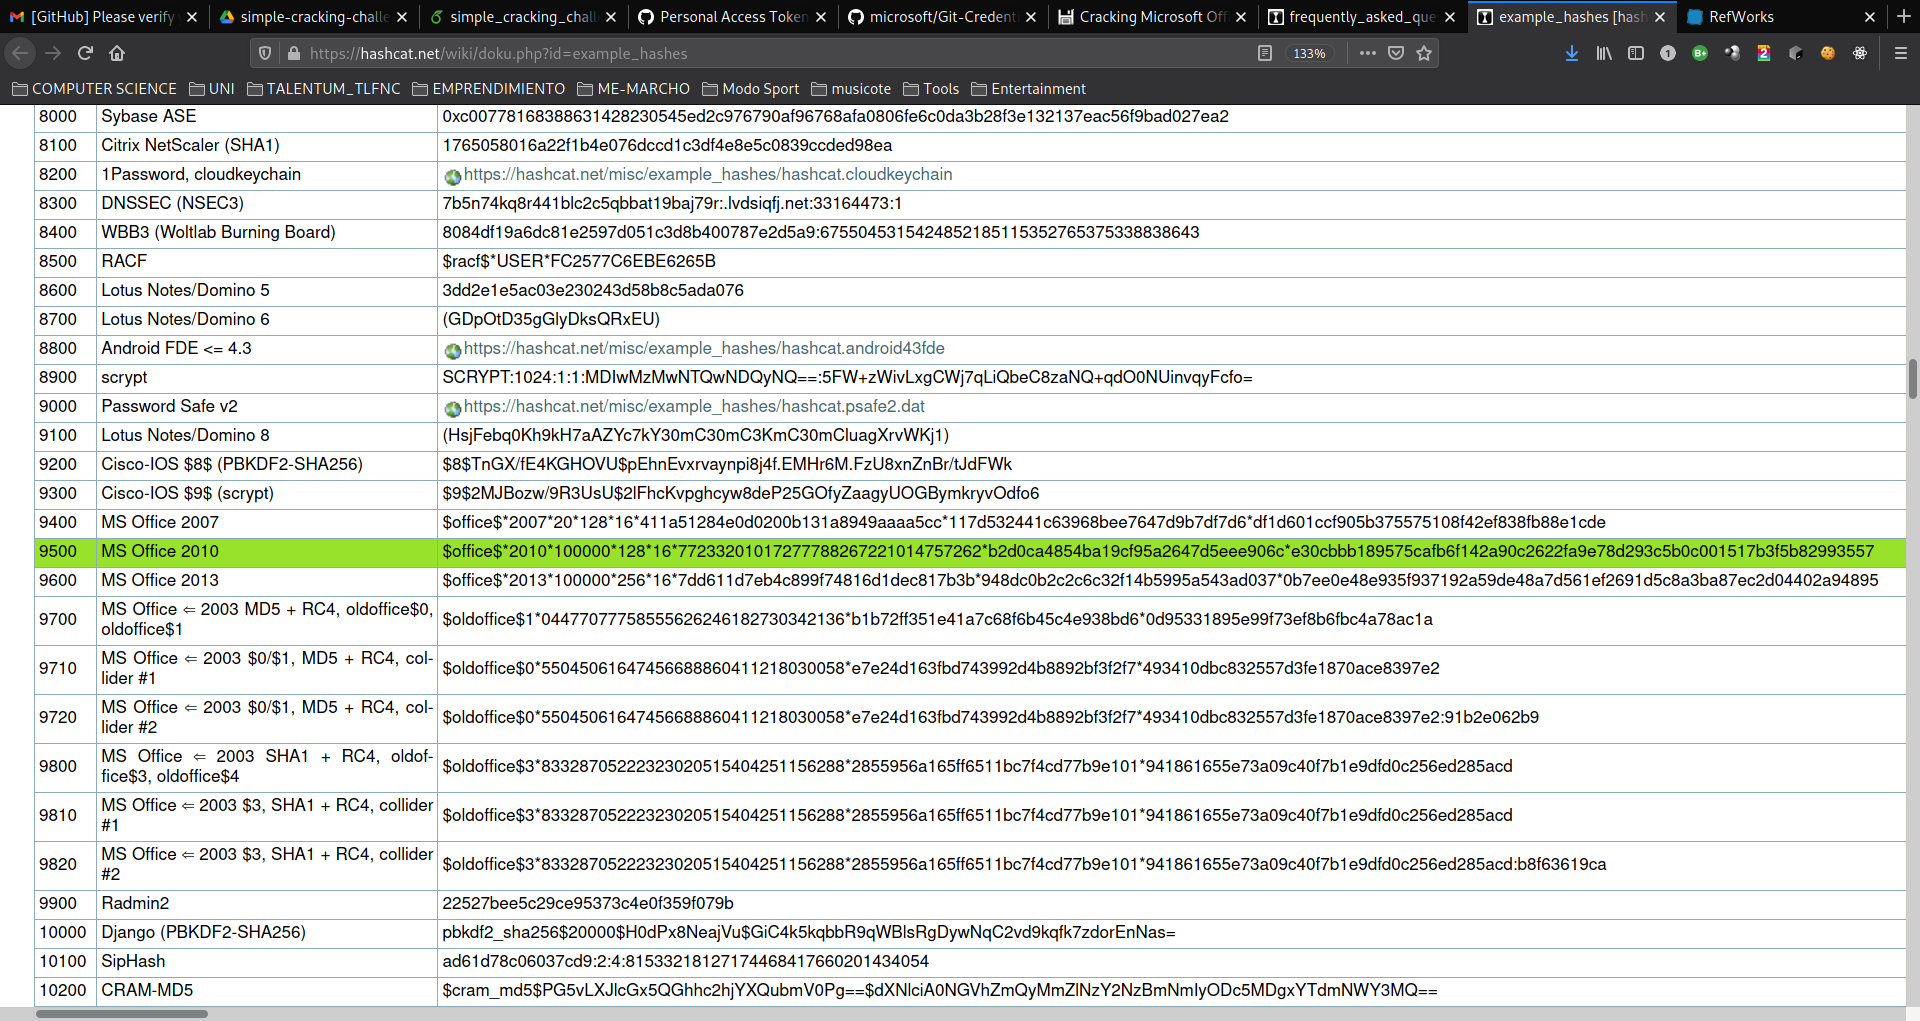 [GitHub] Please verify
simple-cracking-challe
simple_cracking_chall
Personal Access Token
microsoft/Git-Credent
Cracking Microsoft Off
frequently_asked_que
example_hashes [hash
RefWorks
https://hashcat.net/wiki/doku.php?id=example_hashes
133%
COMPUTER SCIENCE UNI TALENTUM_TLFNC EMPRENDIMIENTO ME-MARCHO Modo Sport musicote Tools Entertainment
8000 Sybase ASE 0xc00778168388631428230545ed2c976790af96768afa0806fe6c0da3b28f3e132137eac56f9bad027ea2
8100 Citrix NetScaler (SHA1) 1765058016a22f1b4e076dccd1c3df4e8e5c0839ccded98ea
8200 1Password, cloudkeychain https://hashcat.net/misc/example_hashes/hashcat.cloudkeychain
8300 DNSSEC (NSEC3) 7b5n74kq8r441blc2c5qbbat19baj79r:.lvdsiqfj.net:33164473:1
8400 WBB3 (Woltlab Burning Board) 8084df19a6dc81e2597d051c3d8b400787e2d5a9:6755045315424852185115352765375338838643
8500 RACF $racf$*USER*FC2577C6EBE6265B
8600 Lotus Notes/Domino 5 3dd2e1e5ac03e230243d58b8c5ada076
8700 Lotus Notes/Domino 6 (GDpOtD35gGlyDksQRxEU)
8800 Android FDE <= 4.3 https://hashcat.net/misc/example_hashes/hashcat.android43fde
8900 scrypt SCRYPT:1024:1:1:MDIwMzMwNTQwNDQyNQ==:5FW+zWivLxgCWj7qLiQbeC8zaNQ+qdO0NUinvqyFcfo=
9000 Password Safe v2 https://hashcat.net/misc/example_hashes/hashcat.psafe2.dat
9100 Lotus Notes/Domino 8 (HsjFebq0Kh9kH7aAZYc7kY30mC30mC3KmC30mCluagXrvWKj1)
9200 Cisco-IOS $8$ (PBKDF2-SHA256) $8$TnGX/fE4KGHOVU$pEhnEvxrvaynpi8j4f.EMHr6M.FzU8xnZnBr/tJdFWk
9300 Cisco-IOS $9$ (scrypt) $9$2MJBozw/9R3UsU$2lFhcKvpghcyw8deP25GOfyZaagyUOGBymkryvOdfo6
9400 MS Office 2007 $office$*2007*20*128*16*411a51284e0d0200b131a8949aaaa5cc*117d532441c63968bee7647d9b7df7d6*df1d601ccf905b375575108f42ef838fb88e1cde
9500 MS Office 2010 $office$*2010*100000*128*16*77233201017277788267221014757262*b2d0ca4854ba19cf95a2647d5eee906c*e30cbbb189575cafb6f142a90c2622fa9e78d293c5b0c001517b3f5b82993557
9600 MS Office 2013 $office$*2013*100000*256*16*7dd611d7eb4c899f74816d1dec817b3b*948dc0b2c2c6c32f14b5995a543ad037*0b7ee0e48e935f937192a59de48a7d561ef2691d5c8a3ba87ec2d04402a94895
9700 MS Office ⇐ 2003 MD5 + RC4, oldoffice$0, $oldoffice$1*04477077758555626246182730342136*b1b72ff351e41a7c68f6b45c4e938bd6*0d95331895e99f73ef8b6fbc4a78ac1a
oldoffice$1
9710 MS Office ⇐ 2003 $0/$1, MD5 + RC4, col- $oldoffice$0*55045061647456688860411218030058*e7e24d163fbd743992d4b8892bf3f2f7*493410dbc832557d3fe1870ace8397e2
lider #1
9720 MS Office ⇐ 2003 $0/$1, MD5 + RC4, col- $oldoffice$0*55045061647456688860411218030058*e7e24d163fbd743992d4b8892bf3f2f7*493410dbc832557d3fe1870ace8397e2:91b2e062b9
lider #2
9800 MS Office ⇐ 2003 SHA1 + RC4, oldof- $oldoffice$3*83328705222323020515404251156288*2855956a165ff6511bc7f4cd77b9e101*941861655e73a09c40f7b1e9dfd0c256ed285acd
fice$3, oldoffice$4
9810 MS Office ⇐ 2003 $3, SHA1 + RC4, collider $oldoffice$3*83328705222323020515404251156288*2855956a165ff6511bc7f4cd77b9e101*941861655e73a09c40f7b1e9dfd0c256ed285acd
#1
9820 MS Office ⇐ 2003 $3, SHA1 + RC4, collider $oldoffice$3*83328705222323020515404251156288*2855956a165ff6511bc7f4cd77b9e101*941861655e73a09c40f7b1e9dfd0c256ed285acd:b8f63619ca
#2
9900 Radmin2 22527bee5c29ce95373c4e0f359f079b
10000 Django (PBKDF2-SHA256) pbkdf2_sha256$20000$H0dPx8NeajVu$GiC4k5kqbbR9qWBlsRgDywNqC2vd9kqfk7zdorEnNas=
10100 SipHash ad61d78c06037cd9:2:4:81533218127174468417660201434054
10200 CRAM-MD5 $cram_md5$PG5vLXJlcGx5QGhhc2hjYXQubmV0Pg==$dXNlciA0NGVhZmQyMmZlNzY2NzBmNmIyODc5MDgxYTdmNWY3MQ==